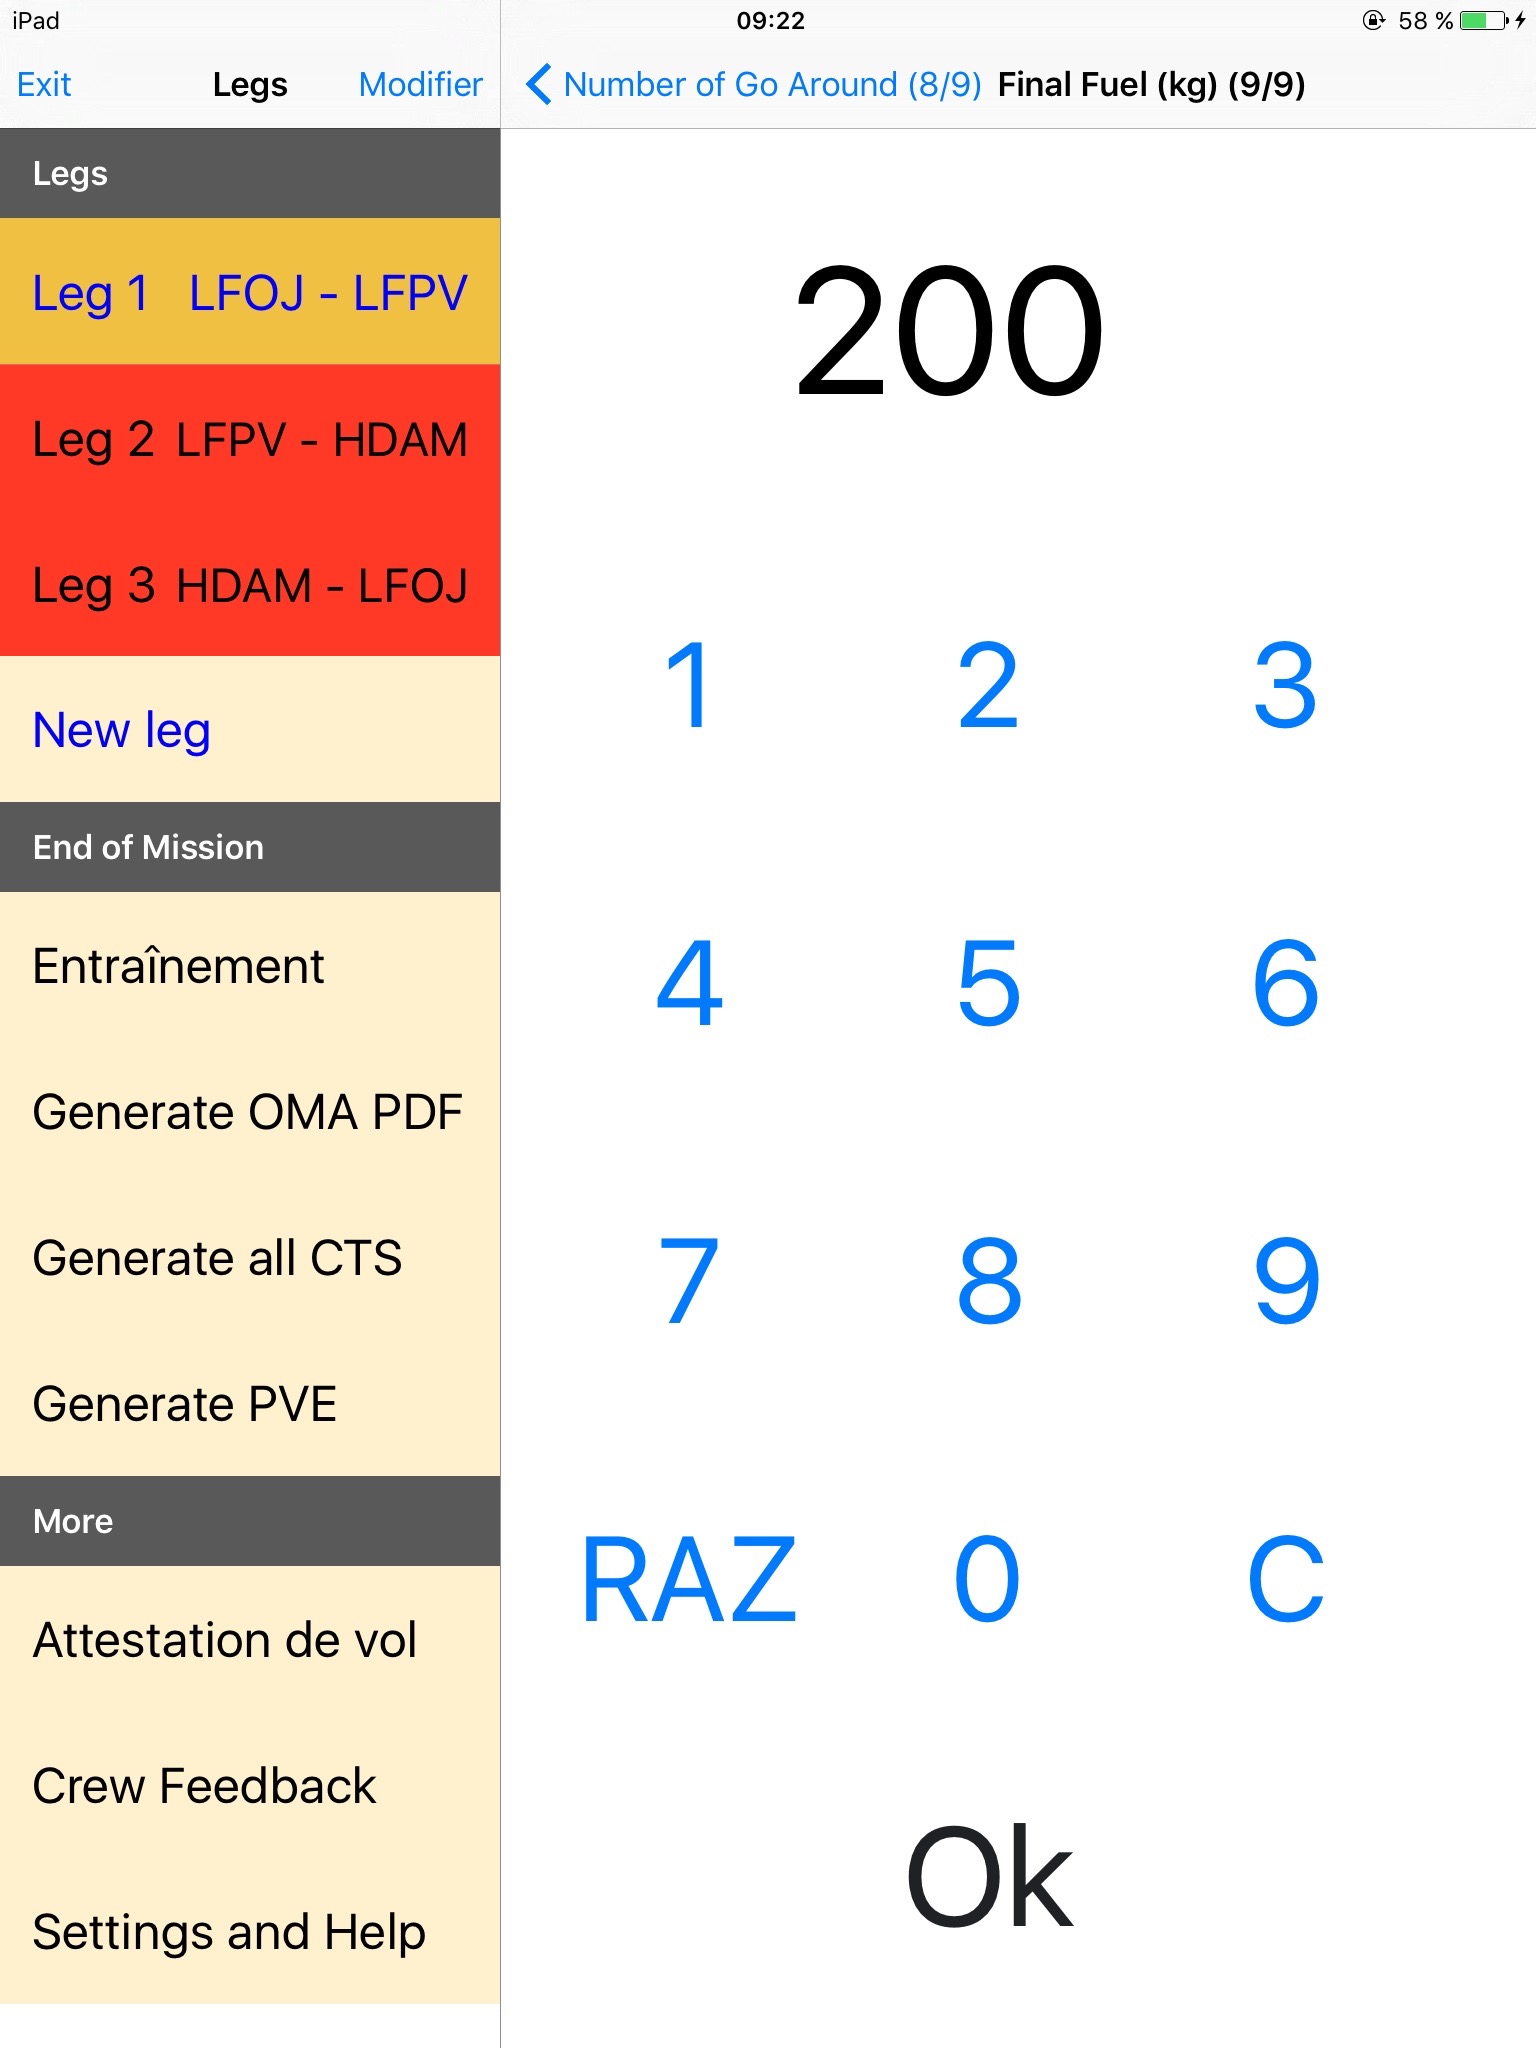 iPad 09:22 58 %
Exit Legs Modifier Number of Go Around (8/9) Final Fuel (kg) (9/9)
Legs
Leg 1 LFOJ - LFPV
Leg 2 LFPV - HDAM
Leg 3 HDAM - LFOJ
New leg
End of Mission
Entraînement
Generate OMA PDF
Generate all CTS
Generate PVE
More
Attestation de vol
Crew Feedback
Settings and Help
200
1 2 3
4 5 6
7 8 9
RAZ 0 C
Ok